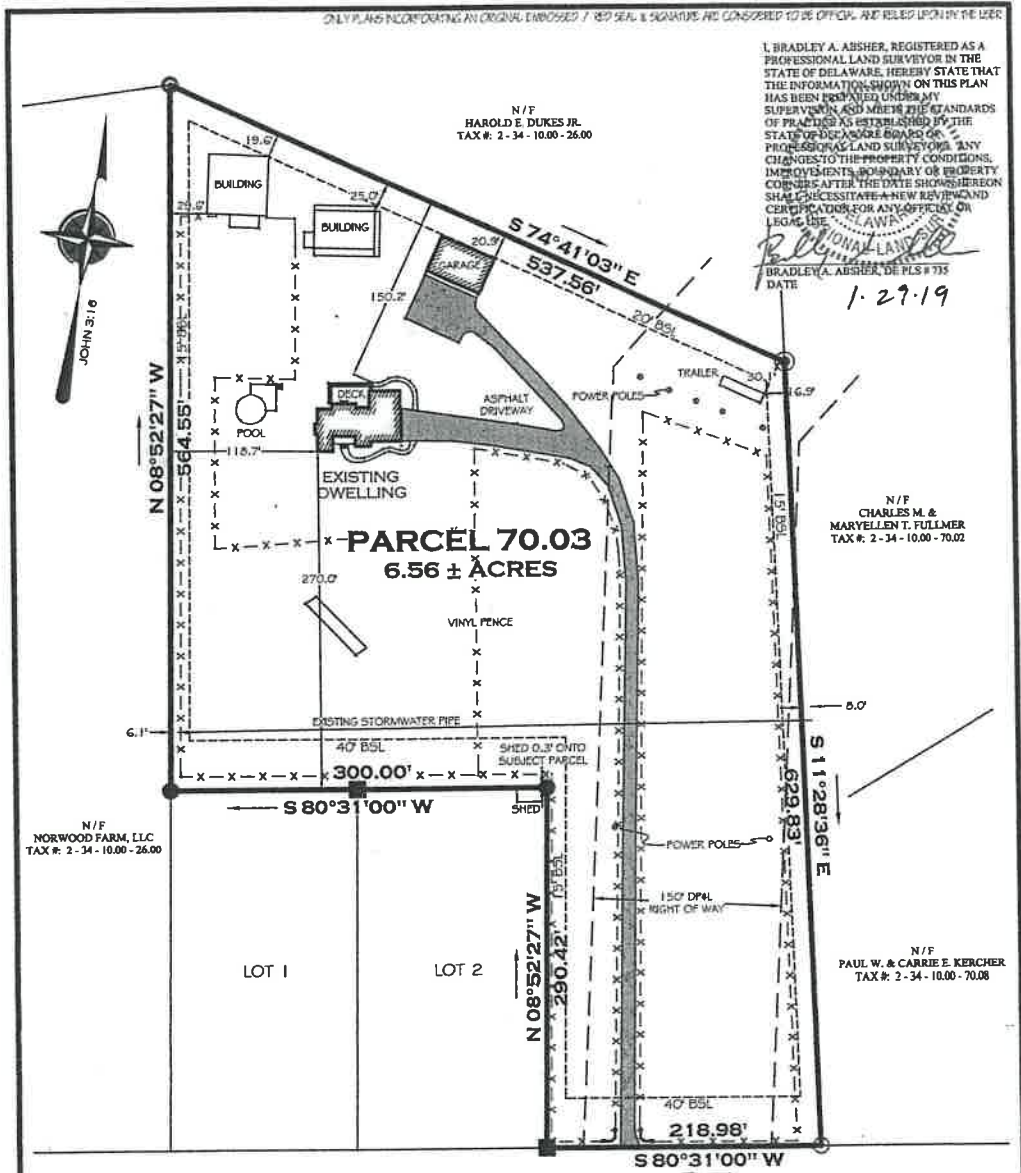 ONLY PLANS INCORPORATING AN ORIGINAL EMBOSSED / RED SEAL & SIGNATURE ARE CONSIDERED TO BE OFFICIAL AND RELIED UPON BY THE USER
I, BRADLEY A. ABSHER, REGISTERED AS A
PROFESSIONAL LAND SURVEYOR IN THE
STATE OF DELAWARE, HEREBY STATE THAT
THE INFORMATION SHOWN ON THIS PLAN
HAS BEEN PREPARED UNDER MY
SUPERVISION AND MEETS THE STANDARDS
OF PRACTICE AS ESTABLISHED BY THE
STATE OF DELAWARE BOARD OF
PROFESSIONAL LAND SURVEYORS. ANY
CHANGES TO THE PROPERTY CONDITIONS,
IMPROVEMENTS, BOUNDARY OR PROPERTY
CORNERS AFTER THE DATE SHOWN HEREON
SHALL NECESSITATE A NEW REVIEW AND
CERTIFICATION FOR ANY OFFICIAL OR
LEGAL USE.
BRADLEY A. ABSHER, DE PLS # 735
DATE
1.29.19
N/F
HAROLD E. DUKES JR.
TAX #: 2 - 34 - 10.00 - 26.00
JOHN 3:16
19.6'
BUILDING
25.0'
BUILDING
20.9'
GARAGE
150.2'
S 74°41'03" E
537.56'
20' BSL
N 08°52'27" W
564.55'
15' BSL
DECK
POOL
118.7'
ASPHALT
DRIVEWAY
POWER POLES
TRAILER
30.1'
16.9'
EXISTING
DWELLING
PARCEL 70.03
6.56 ± ACRES
15' BSL
N/F
CHARLES M. &
MARYELLEN T. FULLMER
TAX #: 2 - 34 - 10.00 - 70.02
270.0'
VINYL FENCE
6.1'
EXISTING STORMWATER PIPE
8.0'
40' BSL
SHED 0.3' ONTO
SUBJECT PARCEL
300.00'
S 80°31'00" W
SHED
S 11°28'36" E
629.83'
N/F
NORWOOD FARM, LLC
TAX #: 2 - 34 - 10.00 - 26.00
POWER POLES
15' BSL
150' DP&L
RIGHT OF WAY
LOT 1
LOT 2
N 08°52'27" W
290.42'
N/F
PAUL W. & CARRIE E. KERCHER
TAX #: 2 - 34 - 10.00 - 70.08
40' BSL
218.98'
S 80°31'00" W